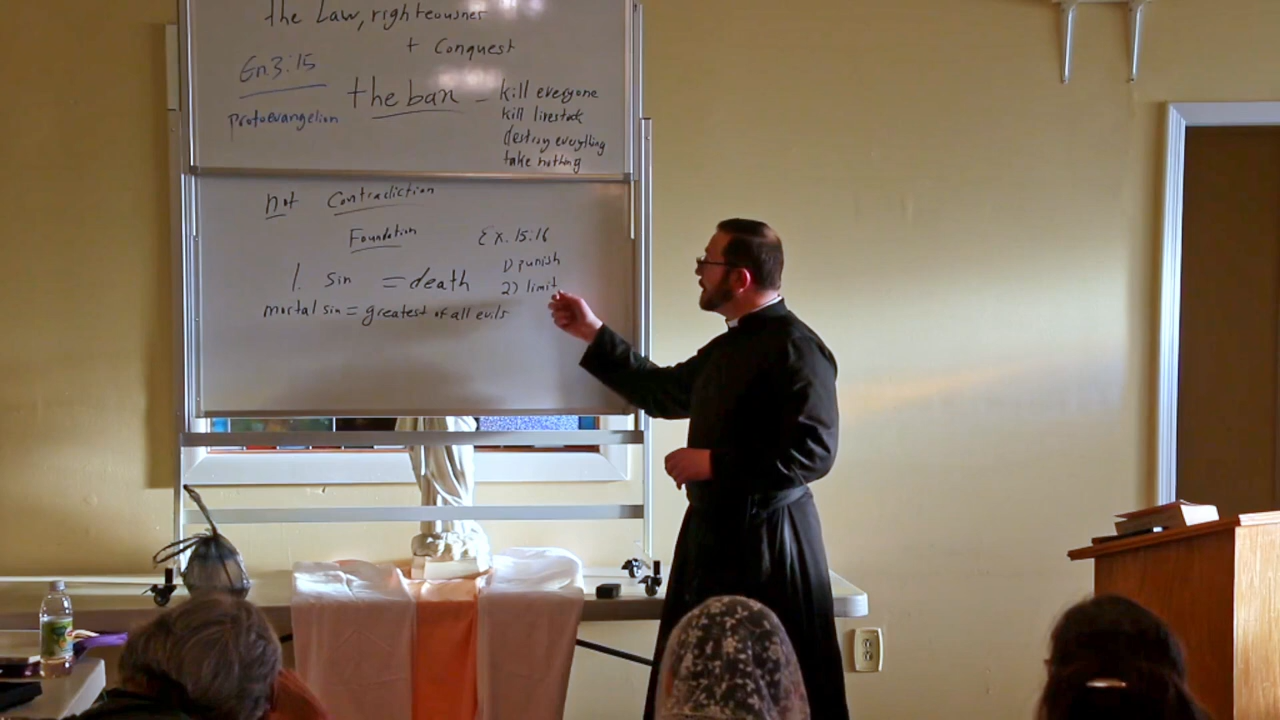 the Law, righteousnes
+ Conquest
Gn. 3:15
protoevangelion
the ban – kill everyone
kill livestock
destroy everything
take nothing
not Contradiction
Foundation
Ex. 15:16
1) punish
2) limit
1. sin = death
mortal sin = greatest of all evils